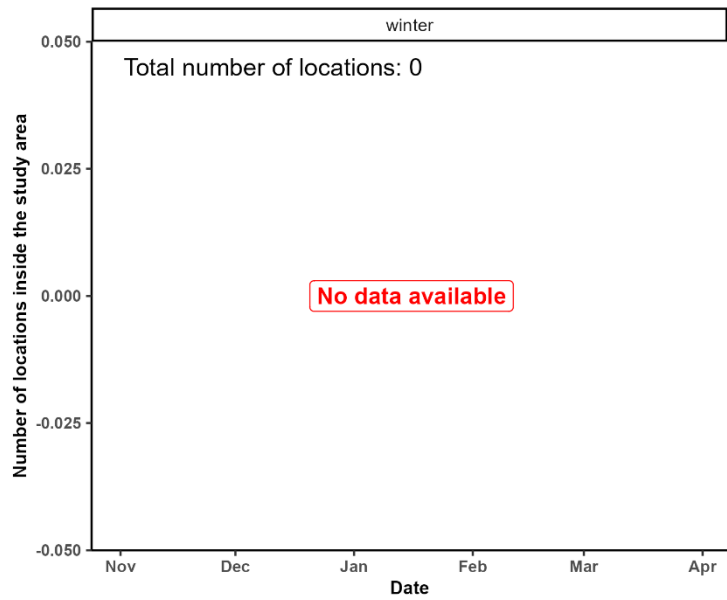 winter
Total number of locations: 0
Number of locations inside the study area
0.050
0.025
0.000
-0.025
-0.050
No data available
Nov Dec Jan Feb Mar Apr
Date